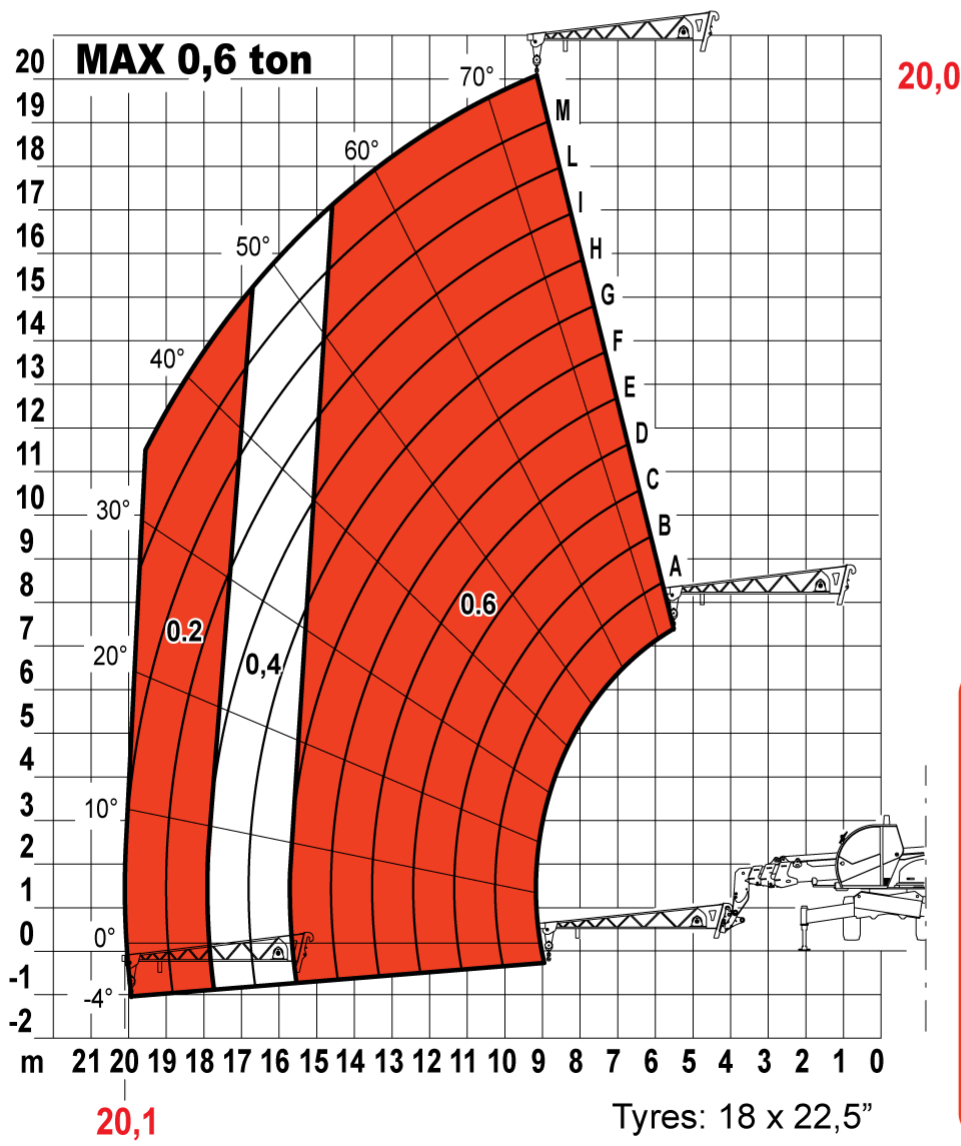 MAX 0,6 ton
20,0
20
19
18
17
16
15
14
13
12
11
10
9
8
7
6
5
4
3
2
1
0
-1
-2
70°
60°
50°
40°
30°
20°
10°
0°
-4°
M
L
I
H
G
F
E
D
C
B
A
0.2
0,4
0.6
m 21 20 19 18 17 16 15 14 13 12 11 10 9 8 7 6 5 4 3 2 1 0
20,1
Tyres: 18 x 22,5”